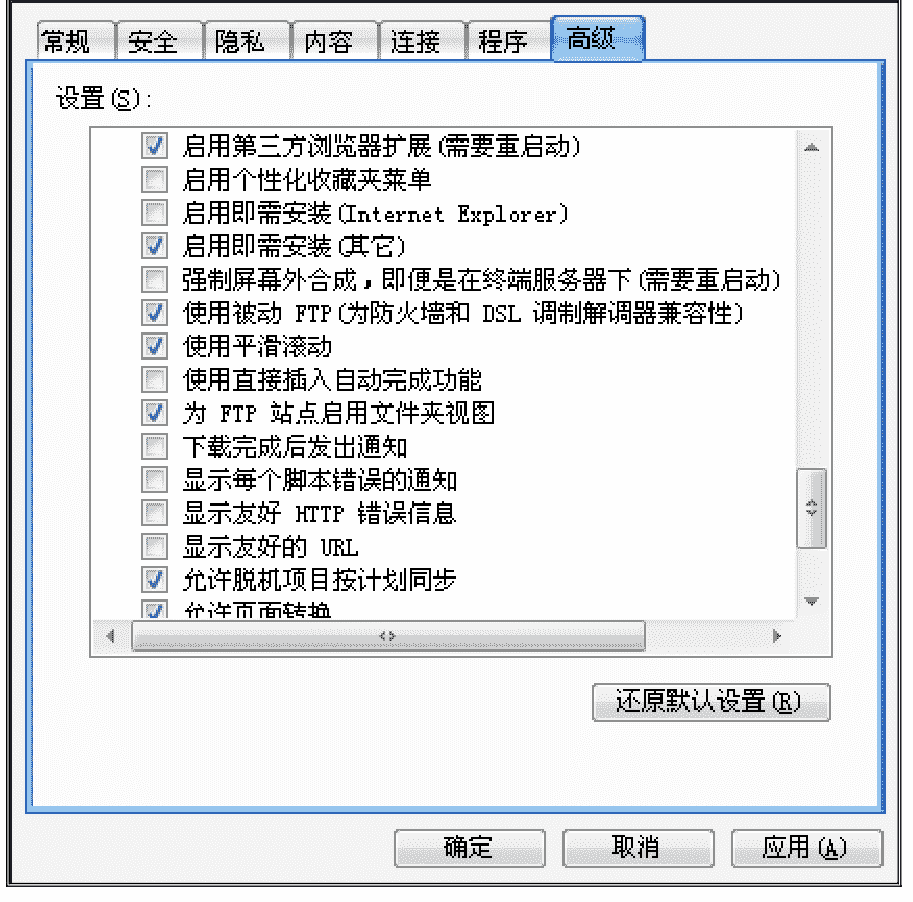 常规 安全 隐私 内容 连接 程序 高级
设置(S):
启用第三方浏览器扩展(需要重启动)
启用个性化收藏夹菜单
启用即需安装(Internet Explorer)
启用即需安装(其它)
强制屏幕外合成，即便是在终端服务器下(需要重启动)
使用被动 FTP(为防火墙和 DSL 调制解调器兼容性)
使用平滑滚动
使用直接插入自动完成功能
为 FTP 站点启用文件夹视图
下载完成后发出通知
显示每个脚本错误的通知
显示友好 HTTP 错误信息
显示友好的 URL
允许脱机项目按计划同步
允许页面转换
还原默认设置(R)
确定 取消 应用(A)